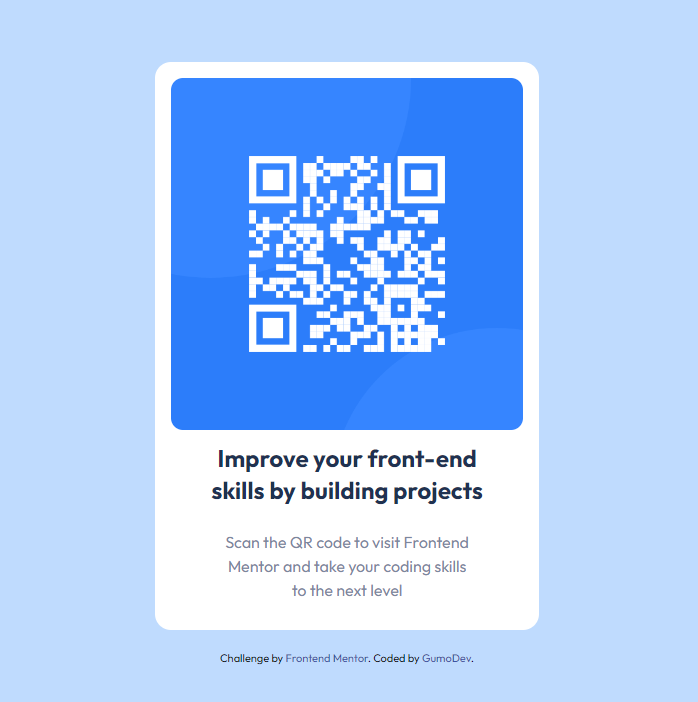 Improve your front-end
skills by building projects
Scan the QR code to visit Frontend
Mentor and take your coding skills
to the next level
Challenge by Frontend Mentor. Coded by GumoDev.